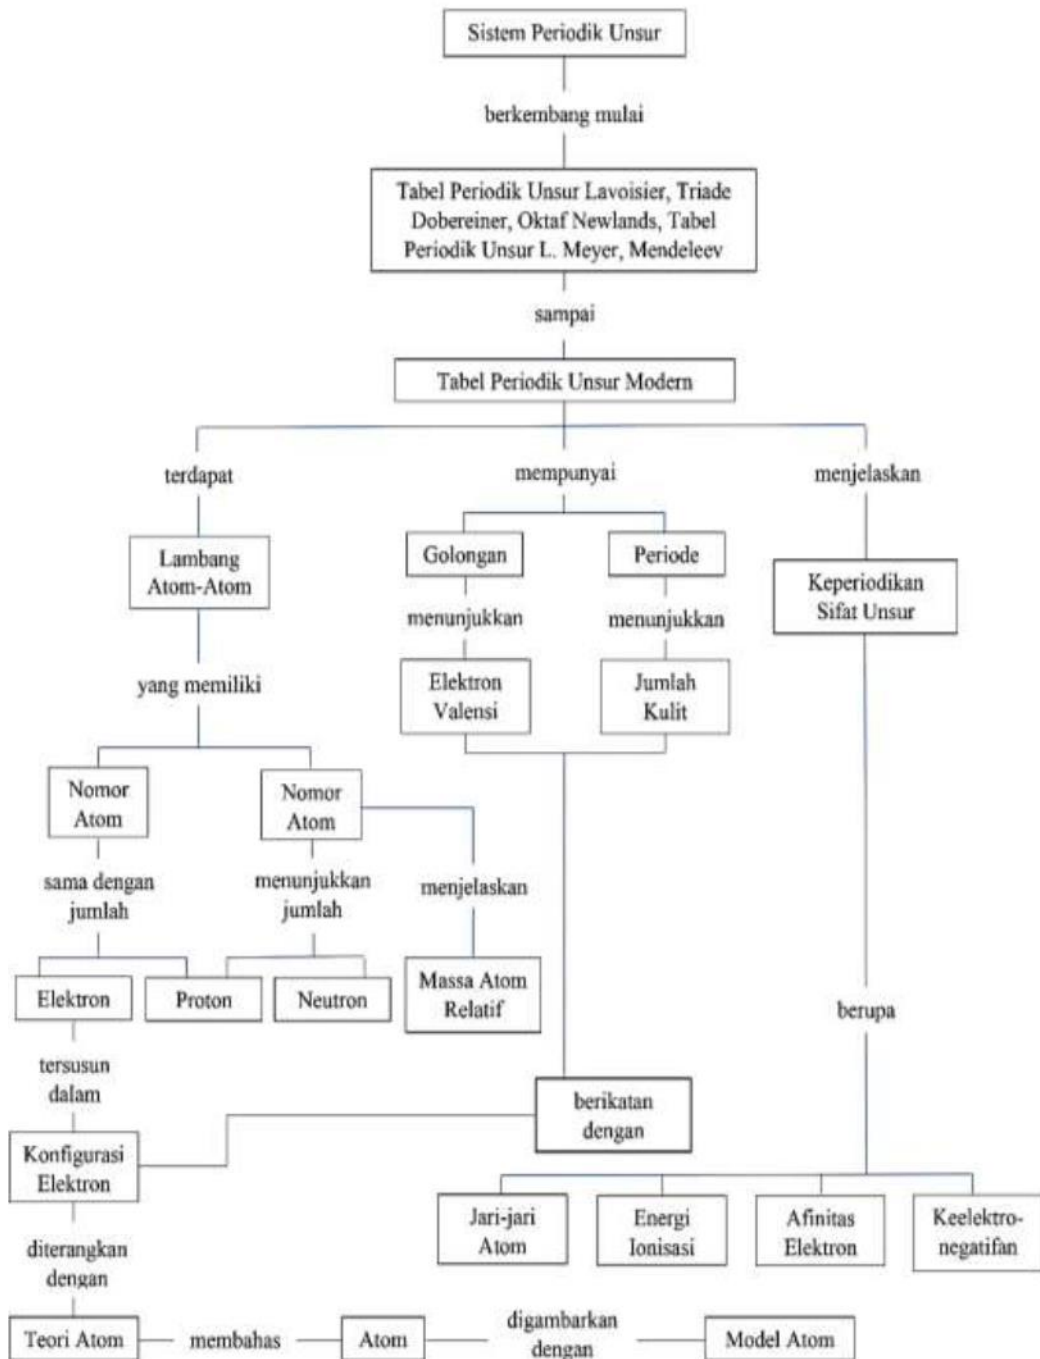 Sistem Periodik Unsur
berkembang mulai
Tabel Periodik Unsur Lavoisier, Triade
Dobereiner, Oktaf Newlands, Tabel
Periodik Unsur L. Meyer, Mendeleev
sampai
Tabel Periodik Unsur Modern
terdapat
mempunyai
menjelaskan
Lambang
Atom-Atom
Golongan
Periode
Keperiodikan
Sifat Unsur
menunjukkan
menunjukkan
yang memiliki
Elektron
Valensi
Jumlah
Kulit
Nomor
Atom
Nomor
Atom
sama dengan
jumlah
menunjukkan
jumlah
menjelaskan
Elektron
Proton
Neutron
Massa Atom
Relatif
berupa
tersusun
dalam
berikatan
dengan
Konfigurasi
Elektron
Jari-jari
Atom
Energi
Ionisasi
Afinitas
Elektron
Keelektro-
negatifan
diterangkan
dengan
Teori Atom
membahas
Atom
digambarkan
dengan
Model Atom